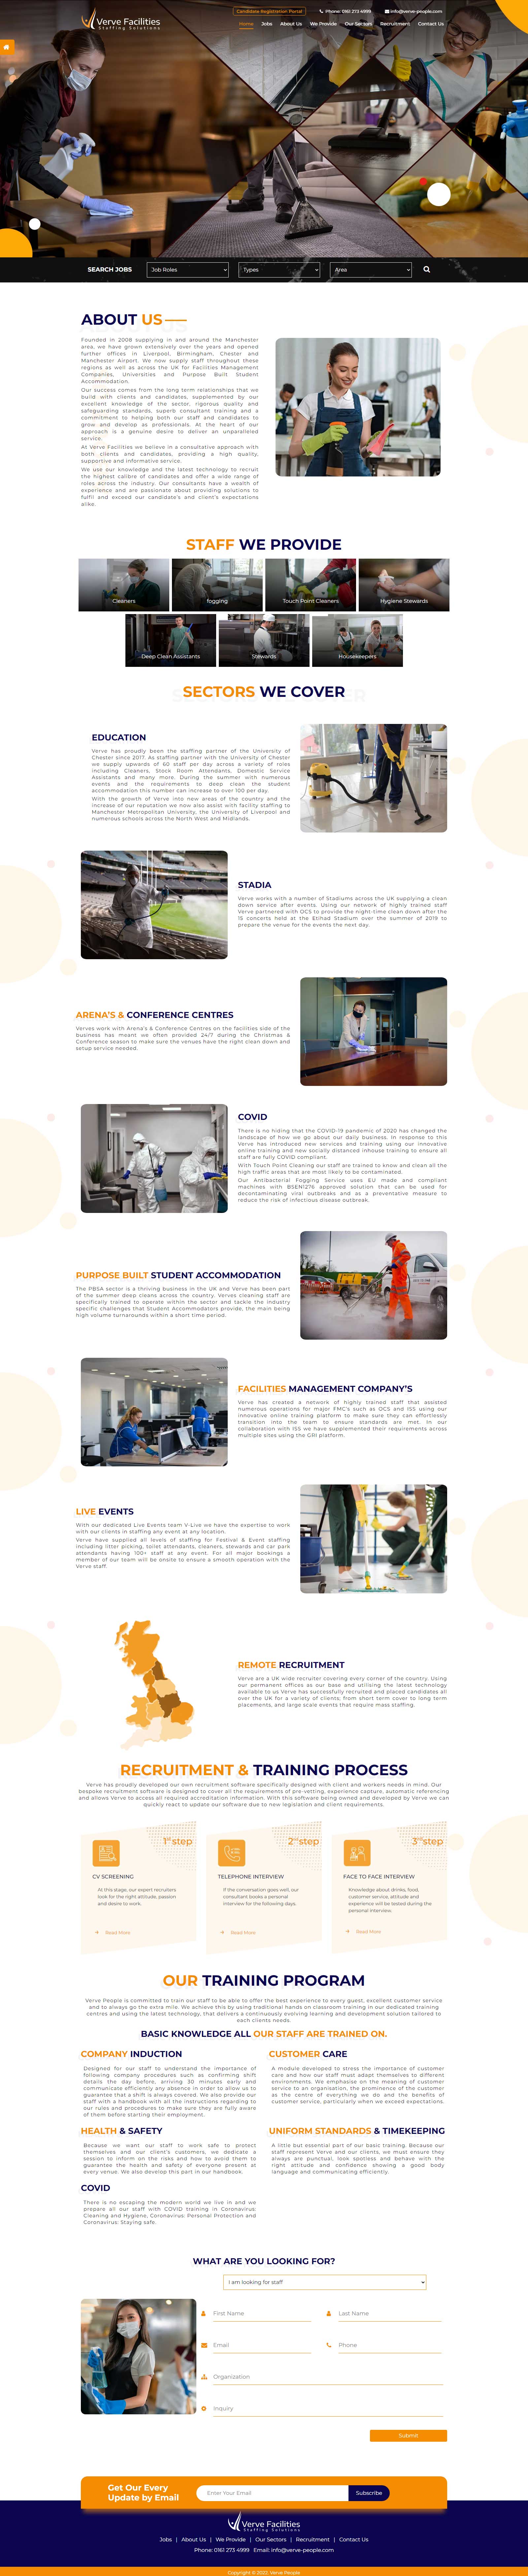 Verve Facilities
Staffing Solutions
Candidate Registration Portal
Phone: 0161 273 4999
info@verve-people.com
Home Jobs About Us We Provide Our Sectors Recruitment Contact Us
SEARCH JOBS
Job Roles
Types
Area
ABOUT US
Founded in 2008 supplying in and around the Manchester
area, we have grown extensively over the years and opened
further offices in Liverpool, Birmingham, Chester and
Manchester Airport. We now supply staff throughout these
regions as well as across the UK for Facilities Management
Companies, Universities and Purpose Built Student
Accommodation.
Our success comes from the long term relationships that we
build with clients and candidates, supplemented by our
excellent knowledge of the sector, rigorous quality and
safeguarding standards, superb consultant training and a
commitment to helping both our staff and candidates to
grow and develop as professionals. At the heart of our
approach is a genuine desire to deliver an unparalleled
service.
At Verve Facilities we believe in a consultative approach with
both clients and candidates, providing a high quality,
supportive and informative service.
We use our knowledge and the latest technology to recruit
the highest calibre of candidates and offer a wide range of
roles across the industry. Our consultants have a wealth of
experience and are passionate about providing solutions to
fulfil and exceed our candidate's and client's expectations
alike.
STAFF WE PROVIDE
Cleaners
fogging
Touch Point Cleaners
Hygiene Stewards
Deep Clean Assistants
Stewards
Housekeepers
SECTORS WE COVER
EDUCATION
Verve has proudly been the staffing partner of the University of
Chester since 2017. As staffing partner with the University of Chester
we supply upwards of 60 staff per day across a variety of roles
including Cleaners, Stock Room Attendants, Domestic Service
Assistants and many more. During the summer with numerous
events and the requirements to deep clean the student
accommodation this number can increase to over 100 per day.
With the growth of Verve into new areas of the country and the
increase of our reputation we now also assist with facility staffing to
Manchester Metropolitan University, the University of Liverpool and
numerous schools across the North West and Midlands.
STADIA
Verve works with a number of Stadiums across the UK supplying a clean
down service after events. Using our network of highly trained staff
Verve partnered with OCS to provide the night-time clean down after the
15 concerts held at the Etihad Stadium over the summer of 2019 to
prepare the venue for the events the next day.
ARENA'S & CONFERENCE CENTRES
Verves work with Arena's & Conference Centres on the facilities side of the
business has meant we often provided 24/7 during the Christmas &
Conference season to make sure the venues have the right clean down and
setup service needed.
COVID
There is no hiding that the COVID-19 pandemic of 2020 has changed the
landscape of how we go about our daily business. In response to this
Verve has introduced new services and training using our innovative
online training and new socially distanced inhouse training to ensure all
staff are fully COVID compliant.
With Touch Point Cleaning our staff are trained to know and clean all the
high traffic areas that are most likely to be contaminated.
Our Antibacterial Fogging Service uses EU made and compliant
machines with BSEN1276 approved solution that can be used for
decontaminating viral outbreaks and as a preventative measure to
reduce the risk of infectious disease outbreak.
PURPOSE BUILT STUDENT ACCOMMODATION
The PBSA sector is a thriving business in the UK and Verve has been part
of the summer deep cleans across the country. Verves cleaning staff are
specifically trained to operate within the sector and tackle the industry
specific challenges that Student Accommodators provide, the main being
high volume turnarounds within a short time period.
FACILITIES MANAGEMENT COMPANY'S
Verve has created a network of highly trained staff that assisted
numerous operations for major FMC's such as OCS and ISS using our
innovative online training platform to make sure they can effortlessly
transition into the team to ensure standards are met. In our
collaboration with ISS we have supplemented their requirements across
multiple sites using the GRI platform.
LIVE EVENTS
With our dedicated Live Events team V-Live we have the expertise to work
with our clients in staffing any event at any location.
Verve have supplied all levels of staffing for Festival & Event staffing
including litter picking, toilet attendants, cleaners, stewards and car park
attendants having 100+ staff at any event. For all major bookings a
member of our team will be onsite to ensure a smooth operation with the
Verve staff.
REMOTE RECRUITMENT
Verve are a UK wide recruiter covering every corner of the country. Using
our permanent offices as our base and utilising the latest technology
available to us Verve has successfully recruited and placed candidates all
over the UK for a variety of clients; from short term cover to long term
placements, and large scale events that require mass staffing.
RECRUITMENT & TRAINING PROCESS
Verve has proudly developed our own recruitment software specifically designed with client and workers needs in mind. Our
bespoke recruitment software is designed to cover all the requirements of pre-vetting, experience capture, automatic referencing
and allows Verve to access all required accreditation information. With this software being owned and developed by Verve we can
quickly react to update our software due to new legislation and client requirements.
1st step
CV SCREENING
At this stage, our expert recruiters
look for the right attitude, passion
and desire to work.
Read More
2nd step
TELEPHONE INTERVIEW
If the conversation goes well, our
consultant books a personal
interview for the following days.
Read More
3rd step
FACE TO FACE INTERVIEW
Knowledge about drinks, food,
customer service, attitude and
experience will be tested during the
personal interview.
Read More
OUR TRAINING PROGRAM
Verve People is committed to train our staff to be able to offer the best experience to every guest, excellent customer service
and to always go the extra mile. We achieve this by using traditional hands on classroom training in our dedicated training
centres and using the latest technology, that delivers a continuously evolving learning and development solution tailored to
each clients needs.
BASIC KNOWLEDGE ALL OUR STAFF ARE TRAINED ON.
COMPANY INDUCTION
Designed for our staff to understand the importance of
following company procedures such as confirming shift
details the day before, arriving 30 minutes early and
communicate efficiently any absence in order to allow us to
guarantee that a shift is always covered. We also provide our
staff with a handbook with all the instructions regarding to
our rules and procedures to make sure they are fully aware
of them before starting their employment.
CUSTOMER CARE
A module developed to stress the importance of customer
care and how our staff must adapt themselves to different
environments. We emphasise on the meaning of a proper
service to an organisation, the prominence of the customer
as the centre of everything we do and the benefits of
customer service, particularly when we exceed expectations.
HEALTH & SAFETY
Because we want our staff to work safe to protect
themselves and our client's customers, we dedicate a
session to inform on the risks and how to avoid them to
guarantee the health and safety of everyone present at
every venue. We also develop this part in our handbook.
UNIFORM STANDARDS & TIMEKEEPING
A little but essential part of our basic training. Because our
staff represent Verve and our clients, we must ensure they
always are punctual, look spotless and behave with the
right attitude and confidence showing a good body
language and communicating efficiently.
COVID
There is no escaping the modern world we live in and we
prepare all our staff with COVID training in Coronavirus:
Cleaning and Hygiene, Coronavirus: Personal Protection and
Coronavirus: Staying safe.
WHAT ARE YOU LOOKING FOR?
I am looking for staff
First Name
Last Name
Email
Phone
Organization
Inquiry
Submit
Get Our Every
Update by Email
Enter Your Email
Subscribe
Verve Facilities
Staffing Solutions
Jobs | About Us | We Provide | Our Sectors | Recruitment | Contact Us
Phone: 0161 273 4999 Email: info@verve-people.com
Copyright © 2022. Verve People